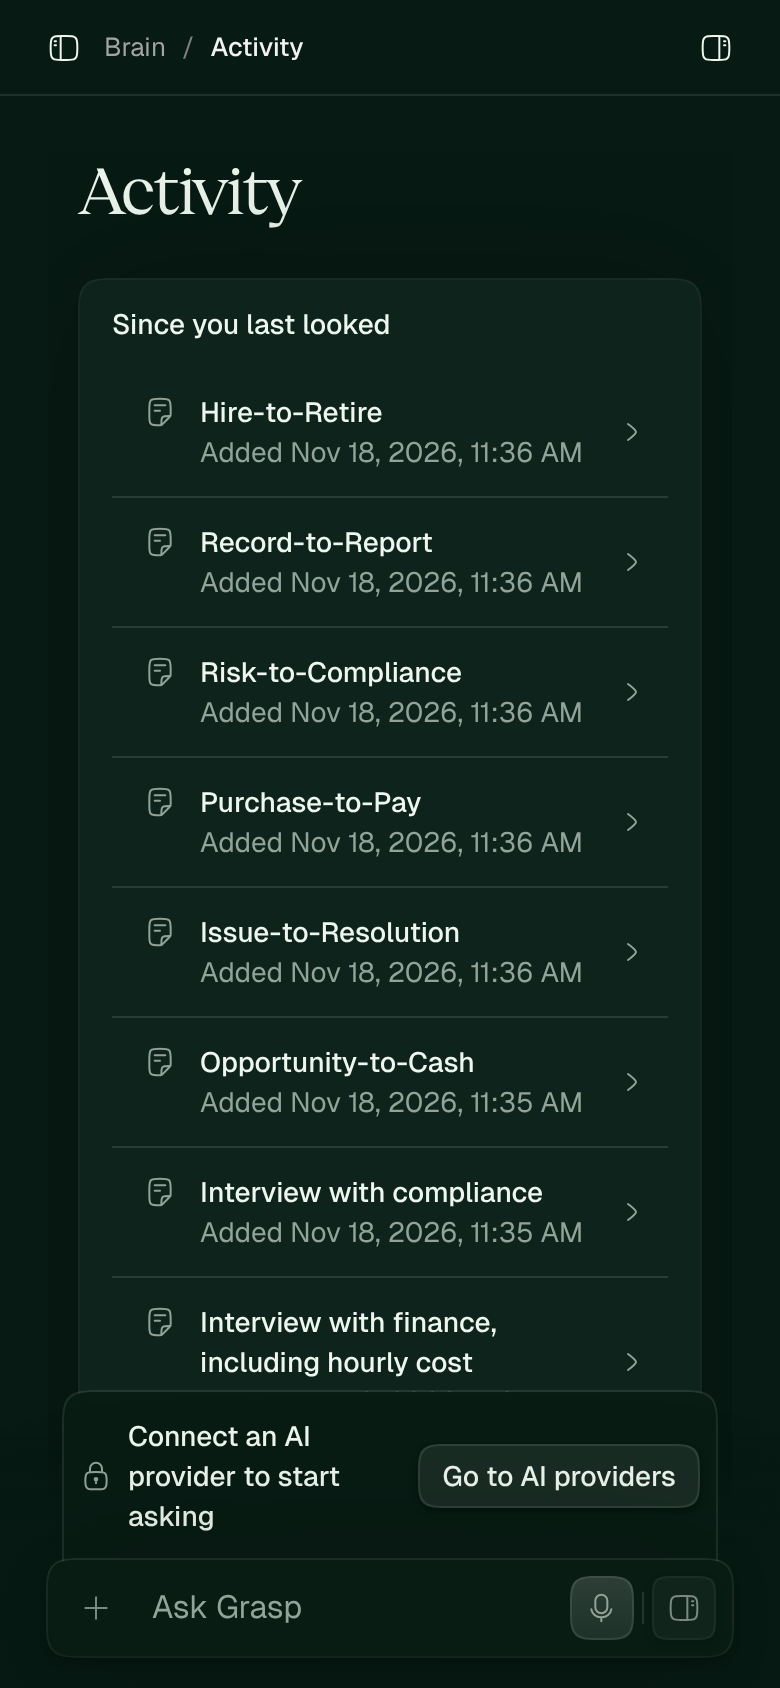 Brain / Activity
Activity
Since you last looked
Hire-to-Retire
Added Nov 18, 2026, 11:36 AM
Record-to-Report
Added Nov 18, 2026, 11:36 AM
Risk-to-Compliance
Added Nov 18, 2026, 11:36 AM
Purchase-to-Pay
Added Nov 18, 2026, 11:36 AM
Issue-to-Resolution
Added Nov 18, 2026, 11:36 AM
Opportunity-to-Cash
Added Nov 18, 2026, 11:35 AM
Interview with compliance
Added Nov 18, 2026, 11:35 AM
Interview with finance,
including hourly cost
Connect an AI
provider to start
asking
Go to AI providers
Ask Grasp